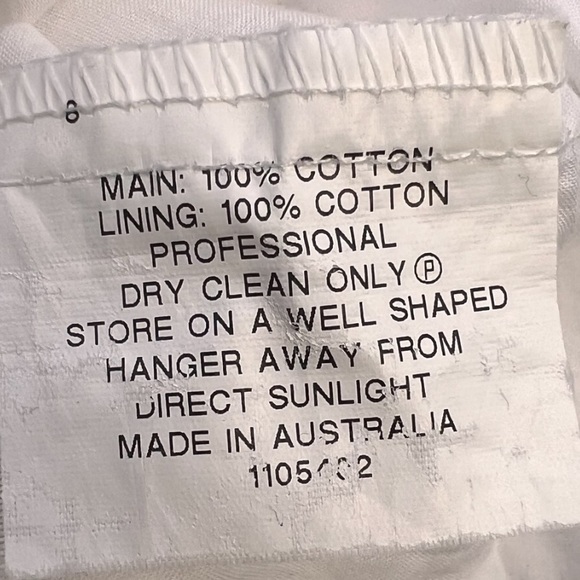 8
MAIN: 100% COTTON
LINING: 100% COTTON
PROFESSIONAL
DRY CLEAN ONLY Ⓟ
STORE ON A WELL SHAPED
HANGER AWAY FROM
DIRECT SUNLIGHT
MADE IN AUSTRALIA